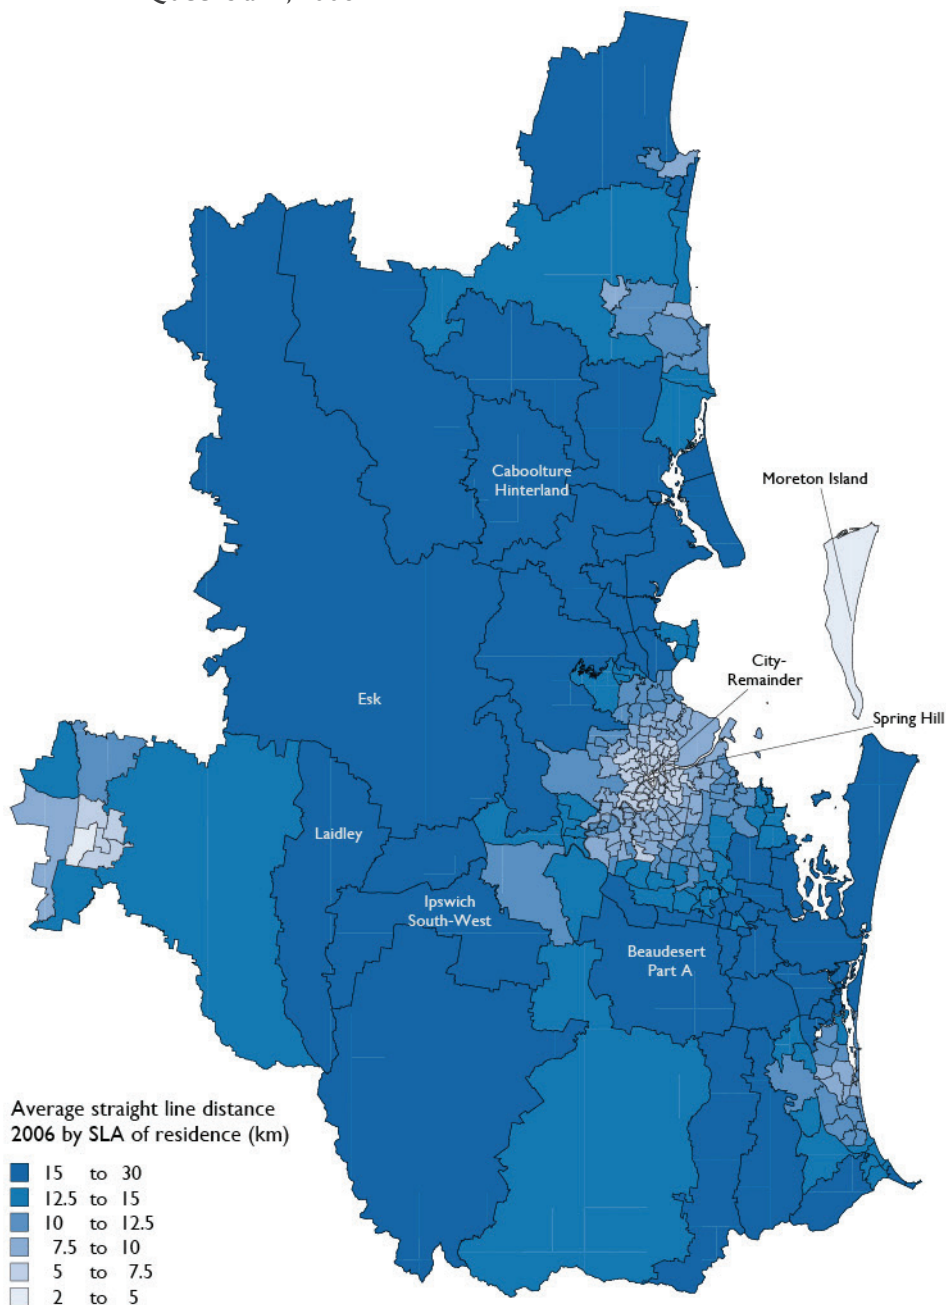 Moreton Island
Caboolture
Hinterland
City-
Remainder
Spring Hill
Esk
Laidley
Ipswich
South-West
Beaudesert
Part A
Average straight line distance
2006 by SLA of residence (km)
15 to 30
12.5 to 15
10 to 12.5
7.5 to 10
5 to 7.5
2 to 5